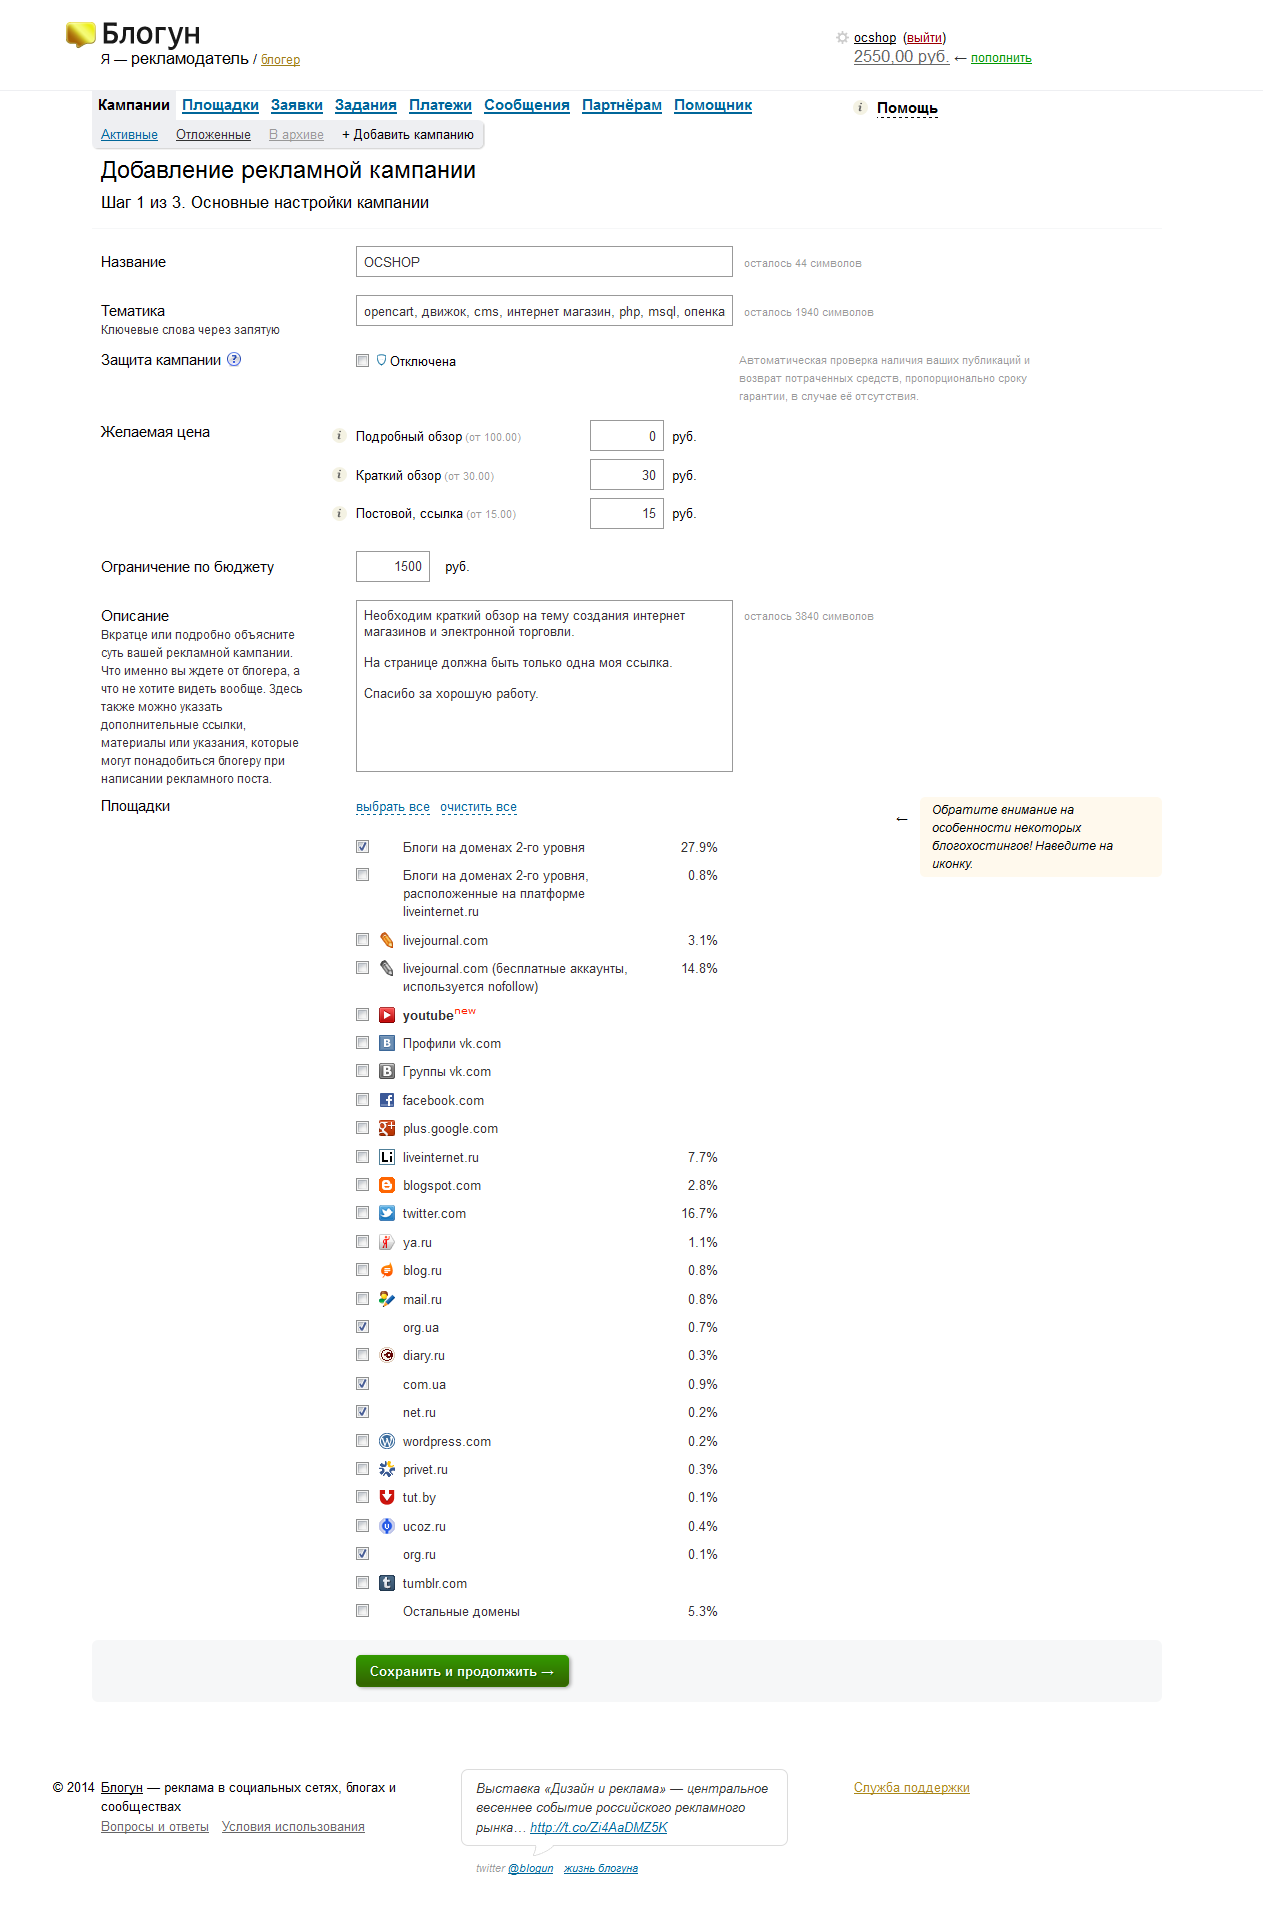 Блогун
Я — рекламодатель / блогер
ocshop (выйти)
2550,00 руб. ← пополнить
Кампании Площадки Заявки Задания Платежи Сообщения Партнёрам Помощник
i Помощь
Активные Отложенные В архиве + Добавить кампанию
Добавление рекламной кампании
Шаг 1 из 3. Основные настройки кампании
Название OCSHOP осталось 44 символов
Тематика opencart, движок, cms, интернет магазин, php, msql, опенка осталось 1940 символов
Ключевые слова через запятую
Защита кампании ? Отключена
Автоматическая проверка наличия ваших публикаций и
возврат потраченных средств, пропорционально сроку
гарантии, в случае её отсутствия.
Желаемая цена
i Подробный обзор (от 100.00) 0 руб.
i Краткий обзор (от 30.00) 30 руб.
i Постовой, ссылка (от 15.00) 15 руб.
Ограничение по бюджету 1500 руб.
Описание
Вкратце или подробно объясните
суть вашей рекламной кампании.
Что именно вы ждете от блогера, а
что не хотите видеть вообще. Здесь
также можно указать
дополнительные ссылки,
материалы или указания, которые
могут понадобиться блогеру при
написании рекламного поста.
Необходим краткий обзор на тему создания интернет
магазинов и электронной торговли.
На странице должна быть только одна моя ссылка.
Спасибо за хорошую работу.
осталось 3840 символов
Площадки выбрать все очистить все
← Обратите внимание на
особенности некоторых
блогохостингов! Наведите на
иконку.
Блоги на доменах 2-го уровня 27.9%
Блоги на доменах 2-го уровня, 0.8%
расположенные на платформе
liveinternet.ru
livejournal.com 3.1%
livejournal.com (бесплатные аккаунты, 14.8%
используется nofollow)
youtube new
B Профили vk.com
B Группы vk.com
f facebook.com
g+ plus.google.com
Li liveinternet.ru 7.7%
blogspot.com 2.8%
twitter.com 16.7%
ya.ru 1.1%
blog.ru 0.8%
mail.ru 0.8%
org.ua 0.7%
diary.ru 0.3%
com.ua 0.9%
net.ru 0.2%
wordpress.com 0.2%
privet.ru 0.3%
tut.by 0.1%
ucoz.ru 0.4%
org.ru 0.1%
t tumblr.com
Остальные домены 5.3%
Сохранить и продолжить →
© 2014 Блогун — реклама в социальных сетях, блогах и
сообществах
Вопросы и ответы Условия использования
Выставка «Дизайн и реклама» — центральное
весеннее событие российского рекламного
рынка… http://t.co/Zi4AaDMZ5K
twitter @blogun жизнь блогуна
Служба поддержки